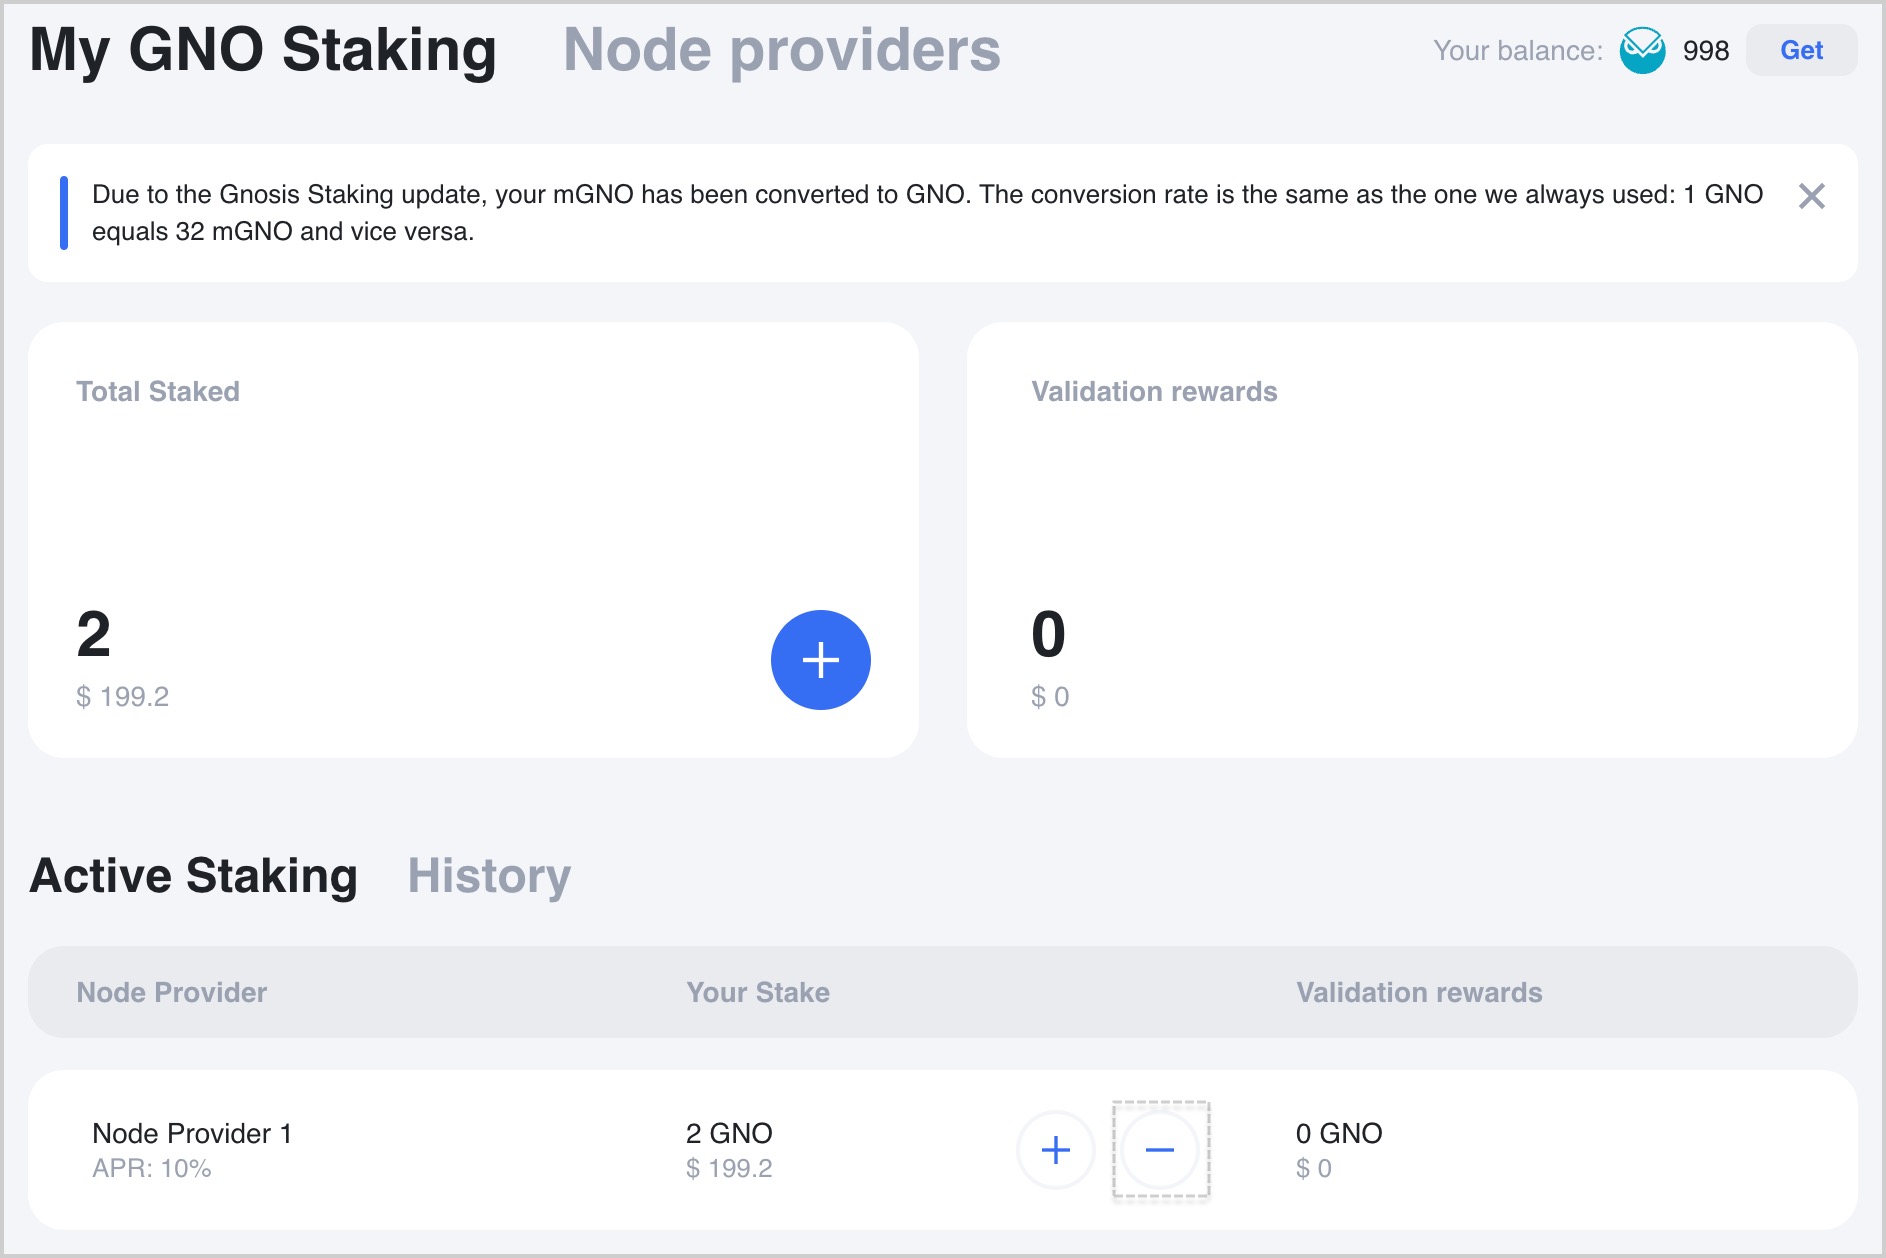 My GNO Staking Node providers Your balance: 998 Get
Due to the Gnosis Staking update, your mGNO has been converted to GNO. The conversion rate is the same as the one we always used: 1 GNO
equals 32 mGNO and vice versa.
Total Staked
2
$ 199.2
Validation rewards
0
$ 0
Active Staking History
Node Provider Your Stake Validation rewards
Node Provider 1 2 GNO 0 GNO
APR: 10% $ 199.2 $ 0